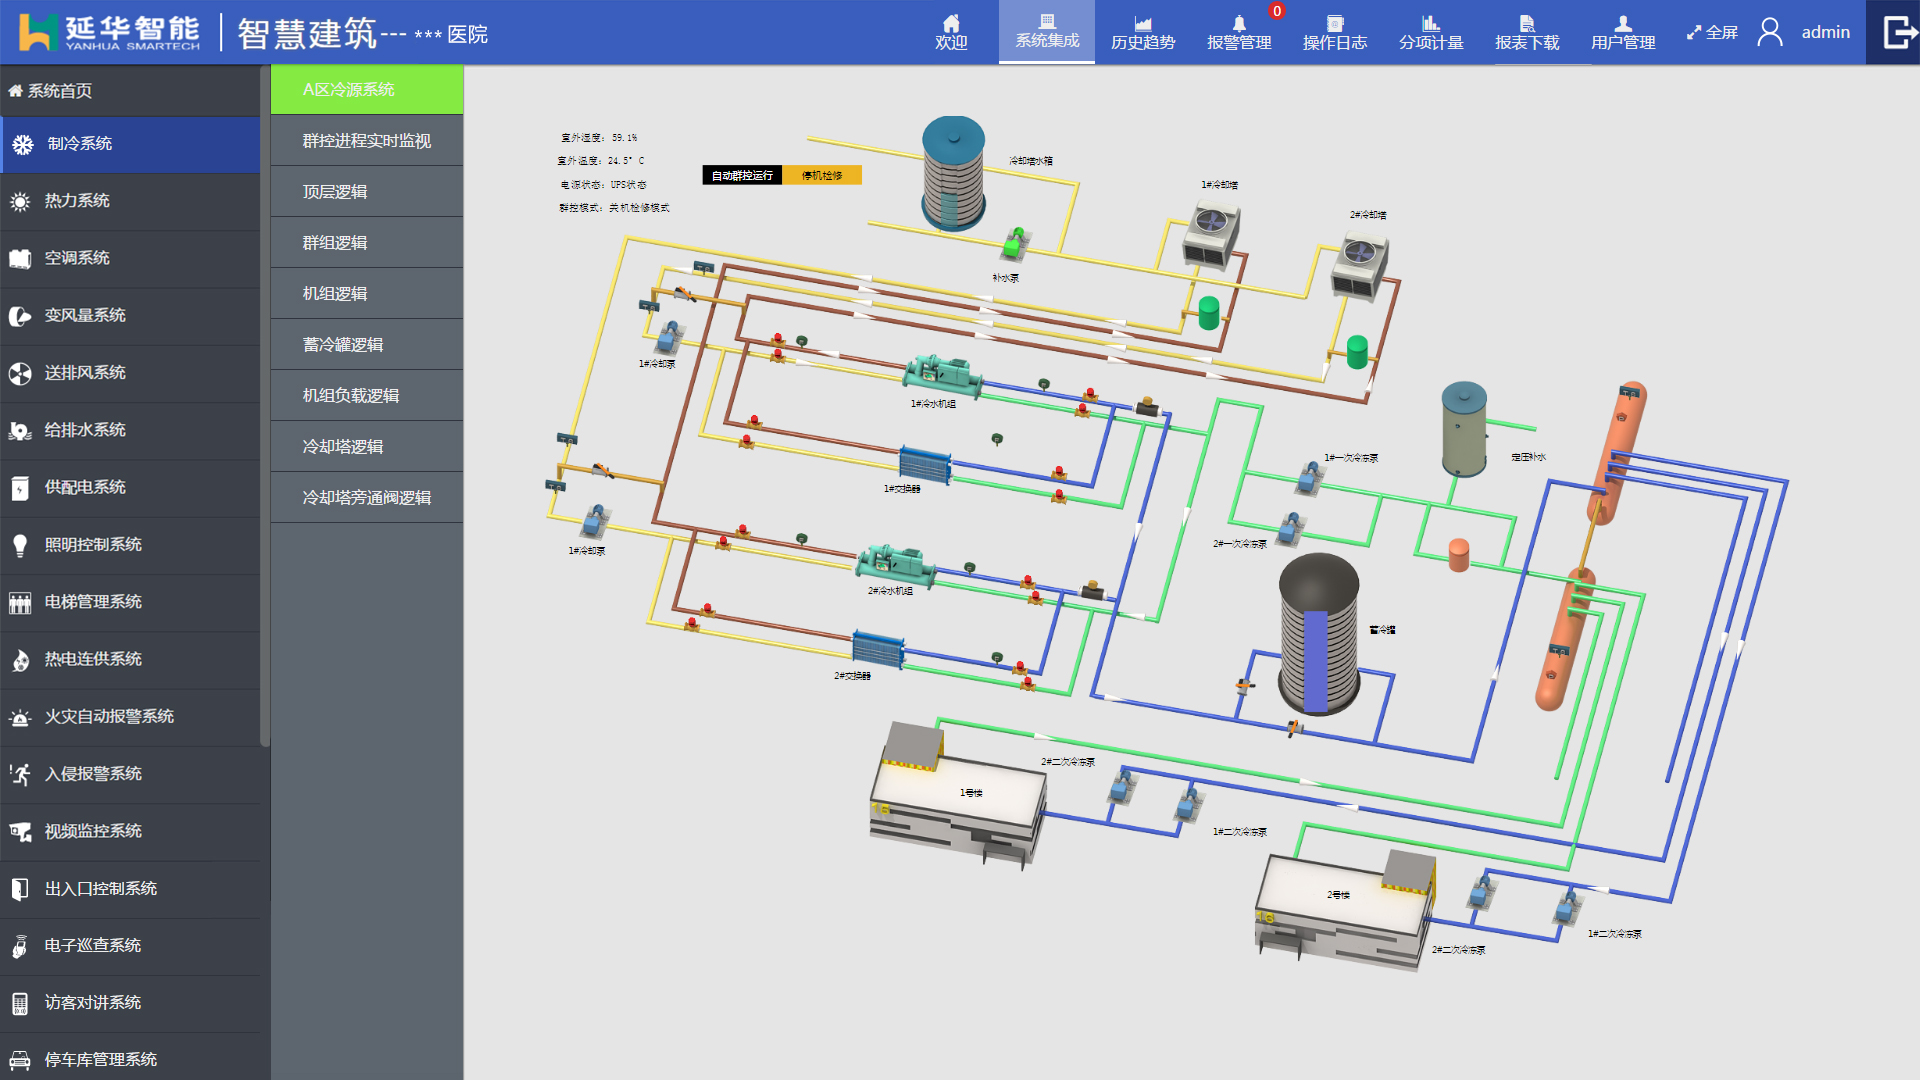 延华智能
YANHUA SMARTECH
智慧建筑--- *** 医院
欢迎
系统集成
历史趋势
报警管理
0
操作日志
分项计量
报表下载
用户管理
全屏
admin
系统首页
制冷系统
热力系统
空调系统
变风量系统
送排风系统
给排水系统
供配电系统
照明控制系统
电梯管理系统
热电连供系统
火灾自动报警系统
入侵报警系统
视频监控系统
出入口控制系统
电子巡查系统
访客对讲系统
停车库管理系统
A区冷源系统
群控进程实时监视
顶层逻辑
群组逻辑
机组逻辑
蓄冷罐逻辑
机组负载逻辑
冷却塔逻辑
冷却塔旁通阀逻辑
室外湿度: 59.1%
室外温度: 24.5° C
电源状态: UPS状态
群控模式: 关机检修模式
自动群控运行
停机检修
冷却塔水箱
1#冷却塔
2#冷却塔
补水泵
1#冷却泵
1#冷水机组
1#交换器
1#一次冷冻泵
定压补水
2#一次冷冻泵
1#冷却泵
2#冷水机组
蓄冷罐
2#交换器
2#二次冷冻泵
1号楼
1#二次冷冻泵
2号楼
1#二次冷冻泵
2#二次冷冻泵